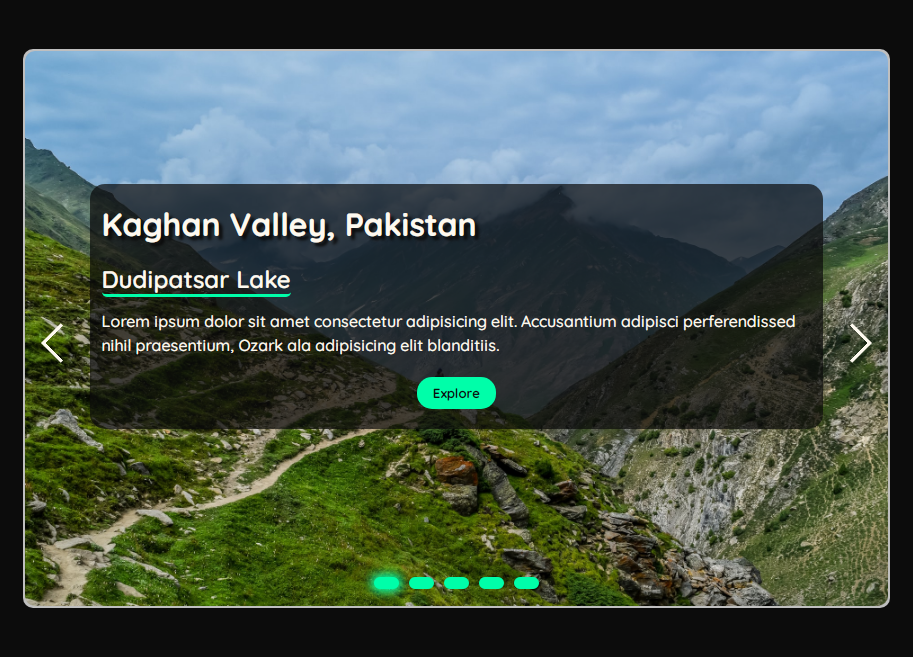 Kaghan Valley, Pakistan
Dudipatsar Lake
Lorem ipsum dolor sit amet consectetur adipisicing elit. Accusantium adipisci perferendissed
nihil praesentium, Ozark ala adipisicing elit blanditiis.
Explore